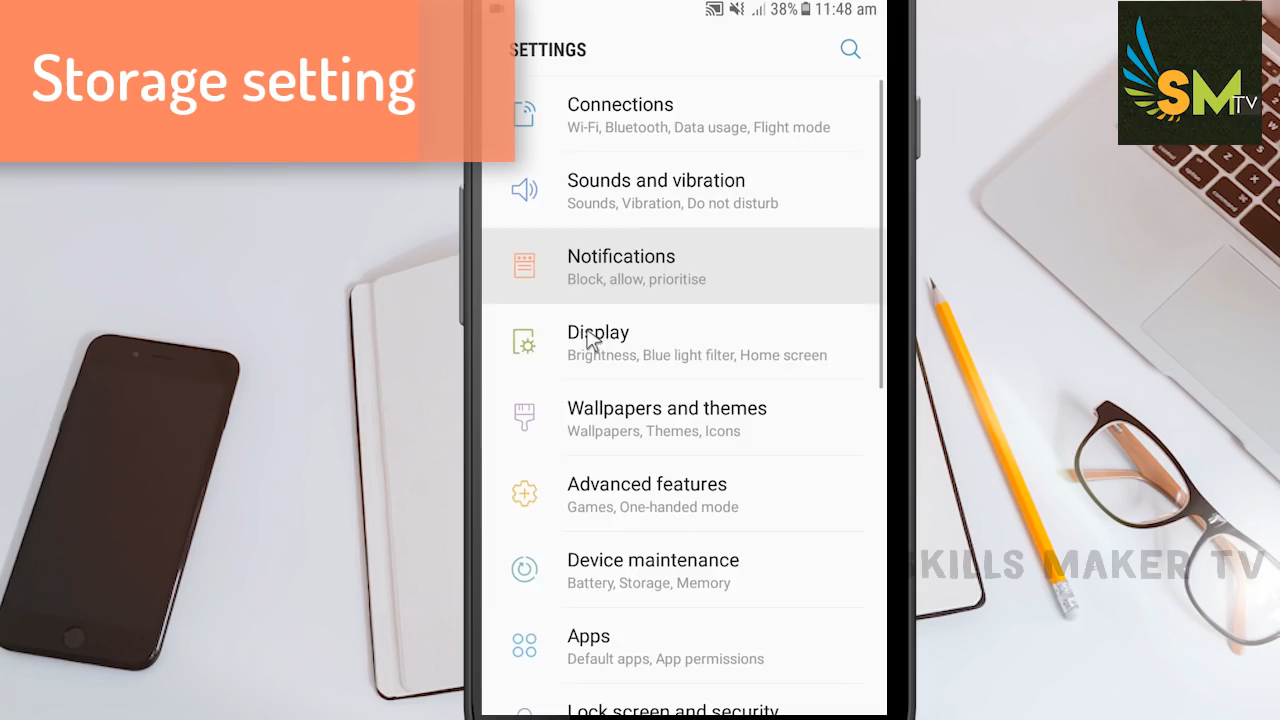 Storage setting
38% 11:48 am
SETTINGS
SM TV
Connections
Wi-Fi, Bluetooth, Data usage, Flight mode
Sounds and vibration
Sounds, Vibration, Do not disturb
Notifications
Block, allow, prioritise
Display
Brightness, Blue light filter, Home screen
Wallpapers and themes
Wallpapers, Themes, Icons
Advanced features
Games, One-handed mode
Device maintenance
Battery, Storage, Memory
SKILLS MAKER TV
Apps
Default apps, App permissions
Lock screen and security